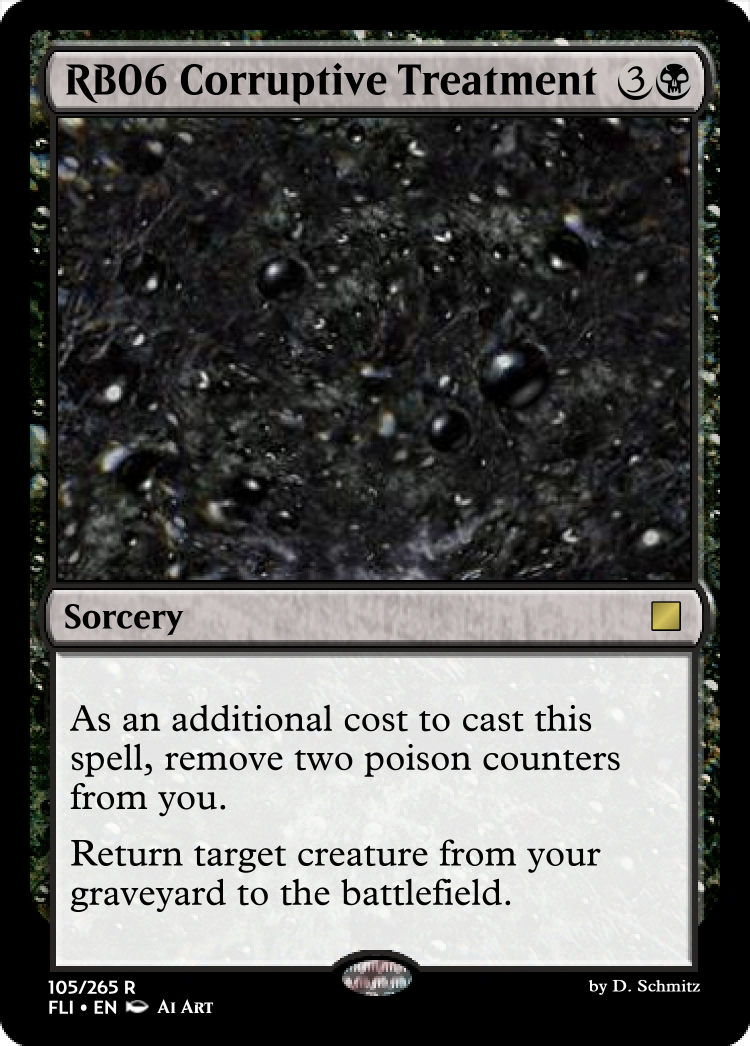 RB06 Corruptive Treatment 3
Sorcery
As an additional cost to cast this
spell, remove two poison counters
from you.
Return target creature from your
graveyard to the battlefield.
105/265 R
by D. Schmitz
FLI • EN AI ART